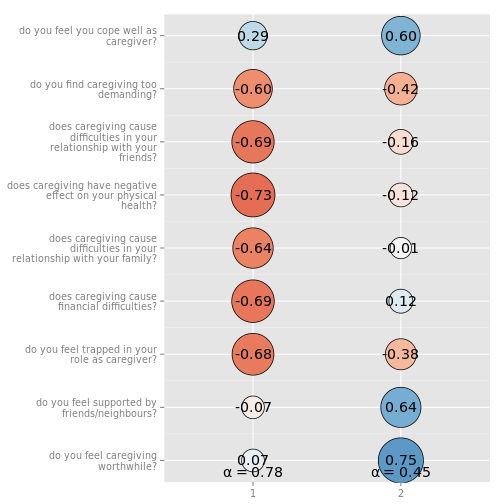 do you feel you cope well as
caregiver?
0.29
0.60
do you find caregiving too
demanding?
-0.60
-0.42
does caregiving cause
difficulties in your
relationship with your
friends?
-0.69
-0.16
does caregiving have negative
effect on your physical
health?
-0.73
-0.12
does caregiving cause
difficulties in your
relationship with your family?
-0.64
-0.01
does caregiving cause
financial difficulties?
-0.69
0.12
do you feel trapped in your
role as caregiver?
-0.68
-0.38
do you feel supported by
friends/neighbours?
-0.07
0.64
do you feel caregiving
worthwhile?
0.07
0.75
α = 0.78
α = 0.45
1
2